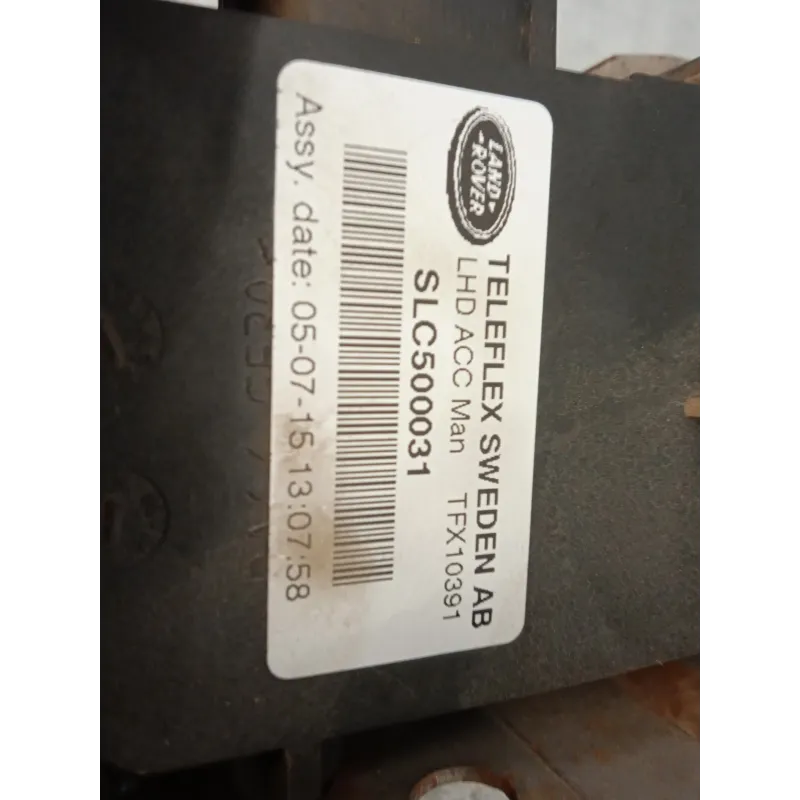 LAND-
-ROVER
TELEFLEX SWEDEN AB
LHD ACC Man TFX10391
SLC500031
Assy. date: 05-07-15 13:07:58